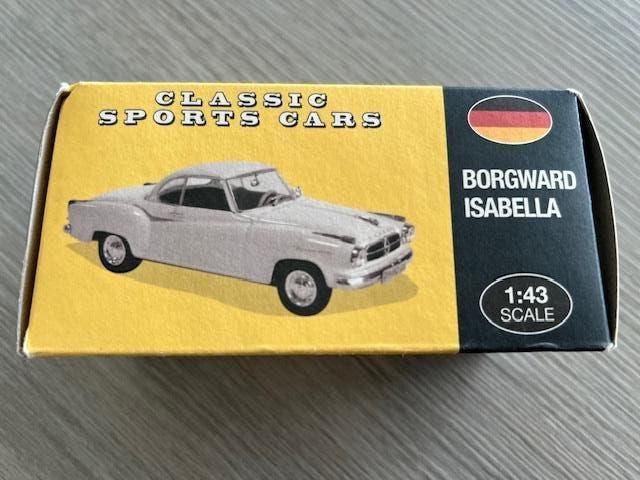 CLASSIC
SPORTS CARS
BORGWARD
ISABELLA
1:43
SCALE